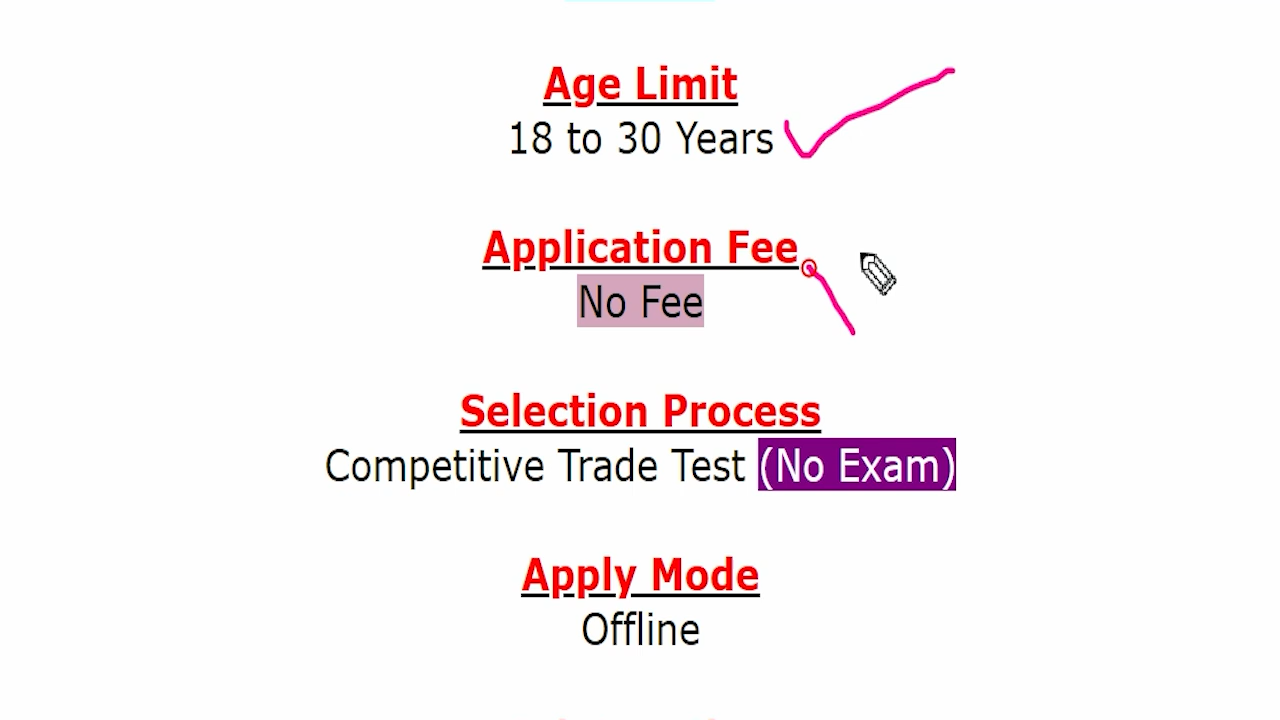 Age Limit
18 to 30 Years
Application Fee
No Fee
Selection Process
Competitive Trade Test (No Exam)
Apply Mode
Offline